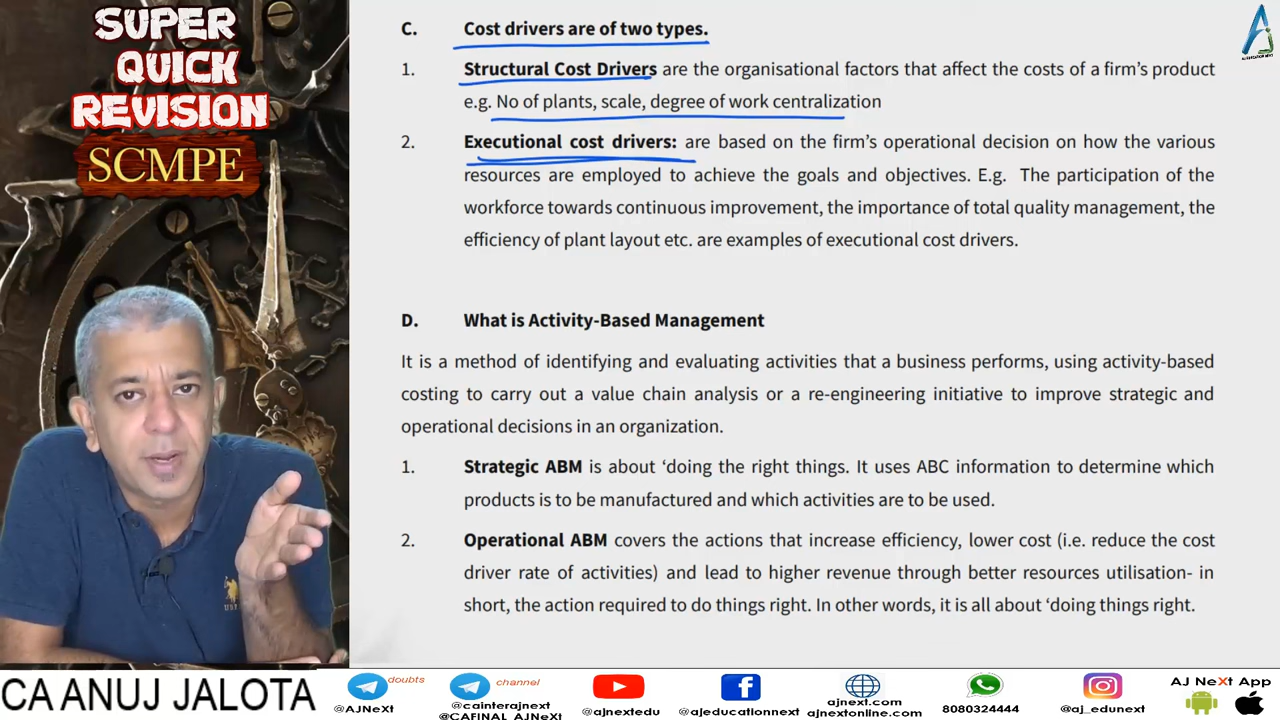 SUPER
QUICK
REVISION
SCMPE
C. Cost drivers are of two types.
1. Structural Cost Drivers are the organisational factors that affect the costs of a firm's product
e.g. No of plants, scale, degree of work centralization
2. Executional cost drivers: are based on the firm's operational decision on how the various
resources are employed to achieve the goals and objectives. E.g. The participation of the
workforce towards continuous improvement, the importance of total quality management, the
efficiency of plant layout etc. are examples of executional cost drivers.
D. What is Activity-Based Management
It is a method of identifying and evaluating activities that a business performs, using activity-based
costing to carry out a value chain analysis or a re-engineering initiative to improve strategic and
operational decisions in an organization.
1. Strategic ABM is about 'doing the right things. It uses ABC information to determine which
products is to be manufactured and which activities are to be used.
2. Operational ABM covers the actions that increase efficiency, lower cost (i.e. reduce the cost
driver rate of activities) and lead to higher revenue through better resources utilisation- in
short, the action required to do things right. In other words, it is all about 'doing things right.
CA ANUJ JALOTA
doubts
@AJNeXt
channel
@cainterajnext
@CAFINAL_AJNeXt
@ajnextedu
@ajeducationnext
ajnext.com
ajnextonline.com
8080324444
@aj_edunext
AJ NeXt App